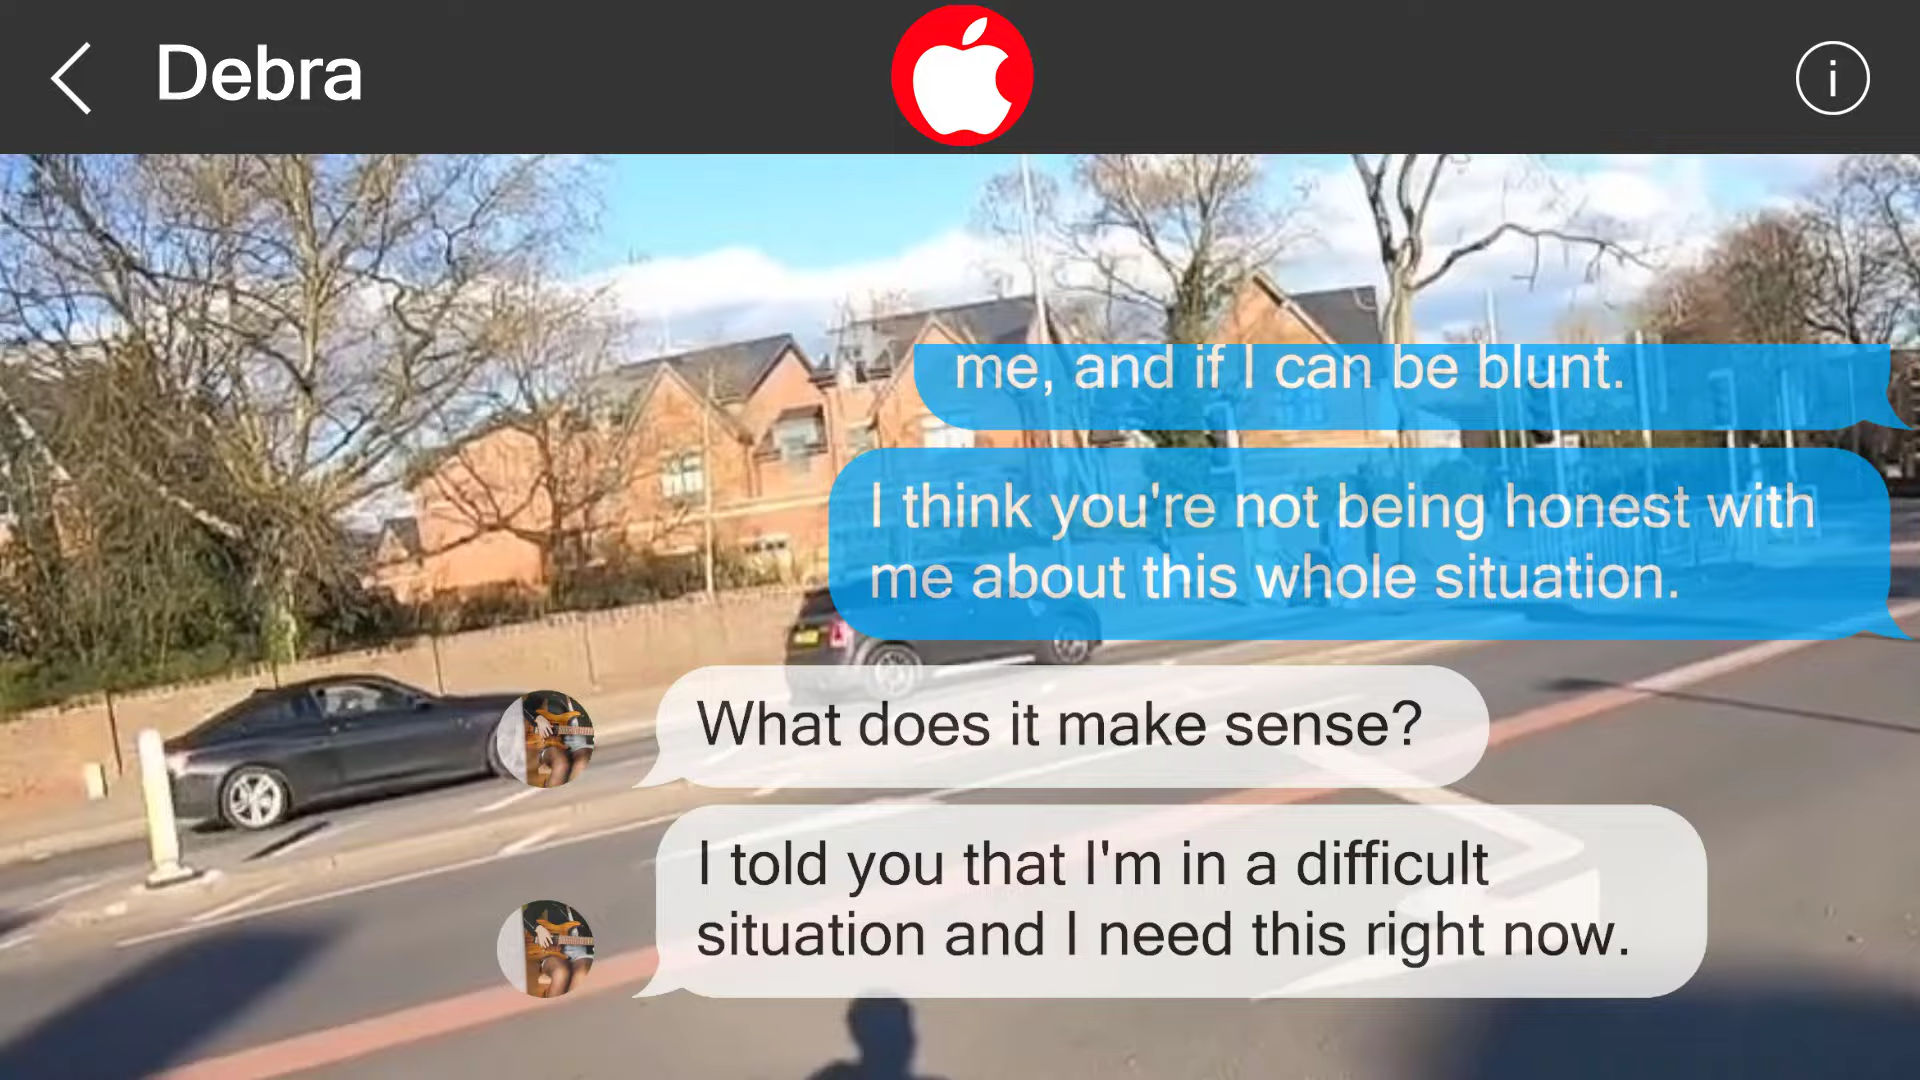 Debra
i
me, and if I can be blunt.
I think you're not being honest with
me about this whole situation.
What does it make sense?
I told you that I'm in a difficult
situation and I need this right now.